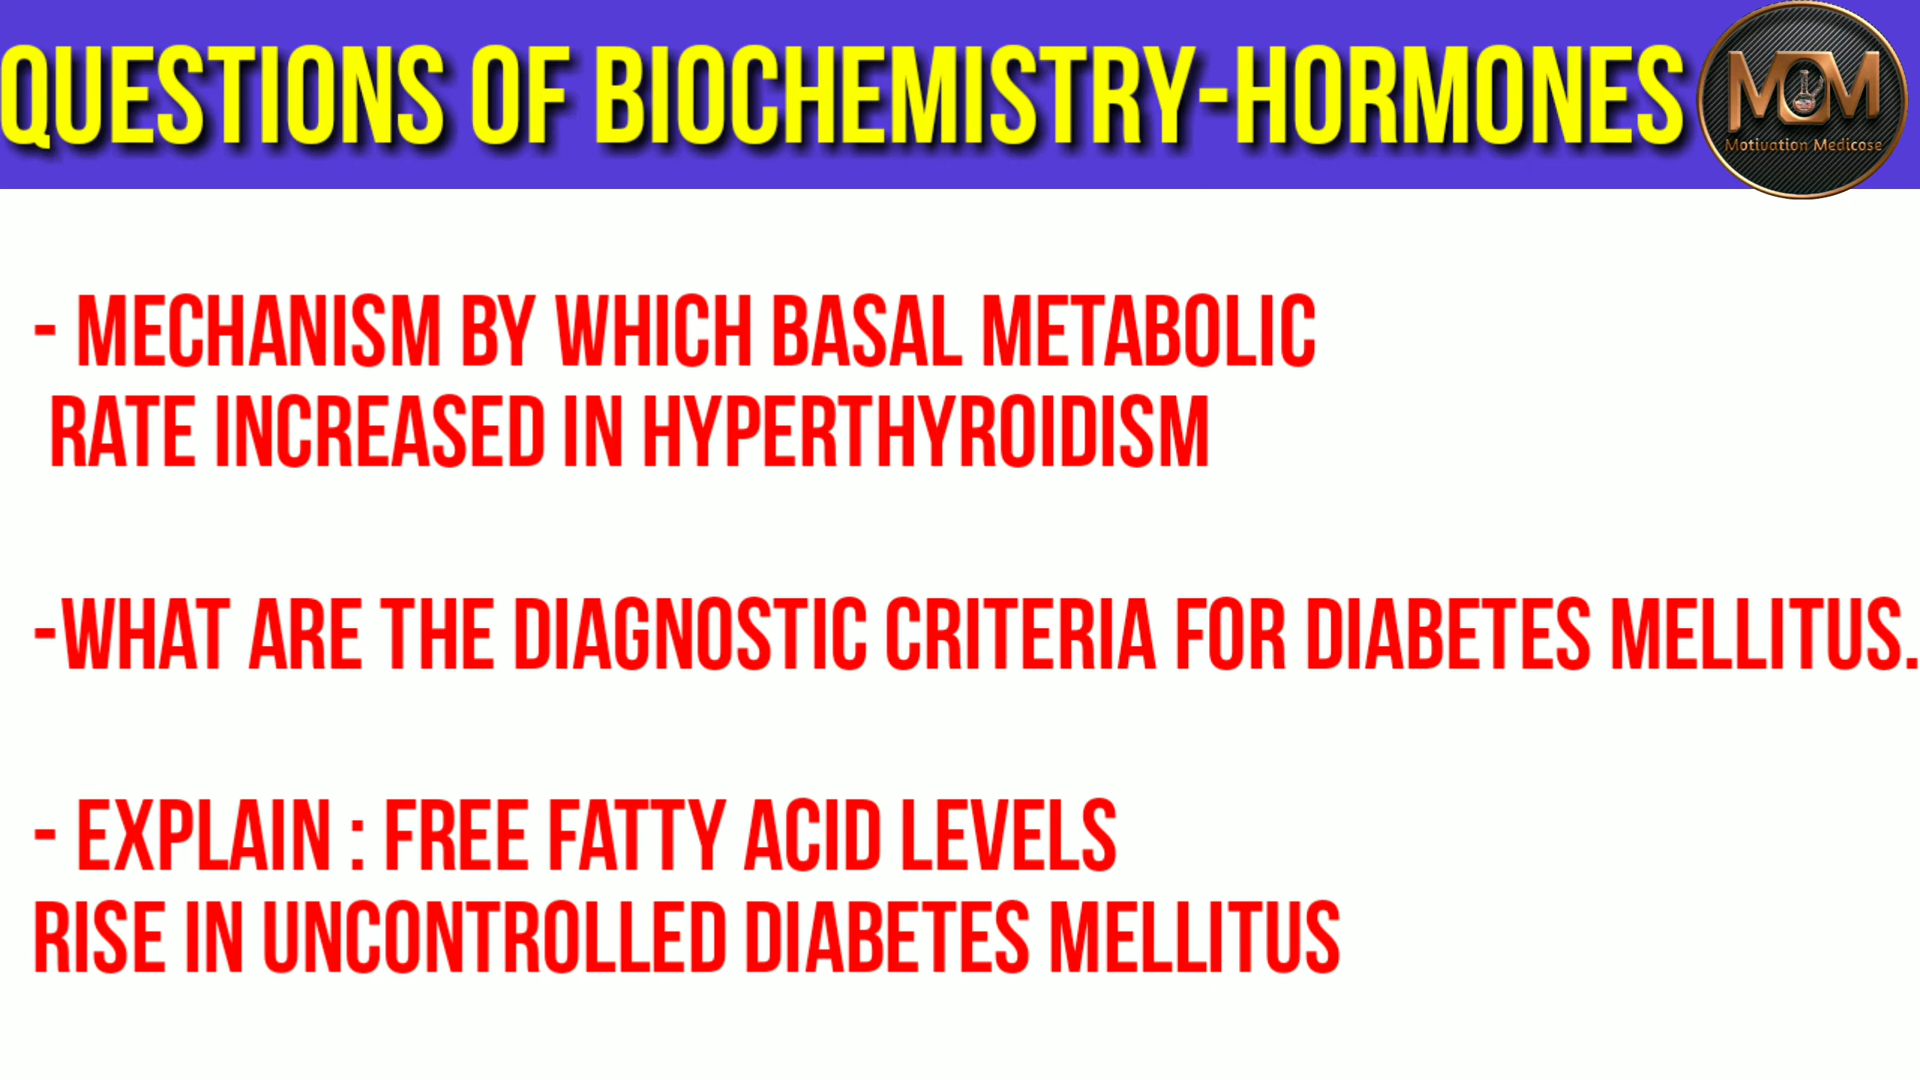 QUESTIONS OF BIOCHEMISTRY-HORMONES
MOM
Motivation Medicose
- MECHANISM BY WHICH BASAL METABOLIC
RATE INCREASED IN HYPERTHYROIDISM
-WHAT ARE THE DIAGNOSTIC CRITERIA FOR DIABETES MELLITUS.
- EXPLAIN : FREE FATTY ACID LEVELS
RISE IN UNCONTROLLED DIABETES MELLITUS